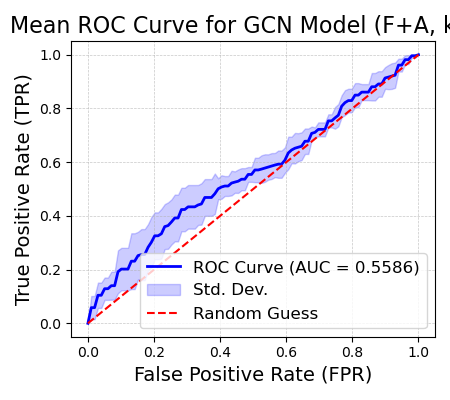 Mean ROC Curve for GCN Model (F+A, k
1.0
0.8
0.6
0.4
0.2
0.0
True Positive Rate (TPR)
ROC Curve (AUC = 0.5586)
Std. Dev.
Random Guess
0.0 0.2 0.4 0.6 0.8 1.0
False Positive Rate (FPR)